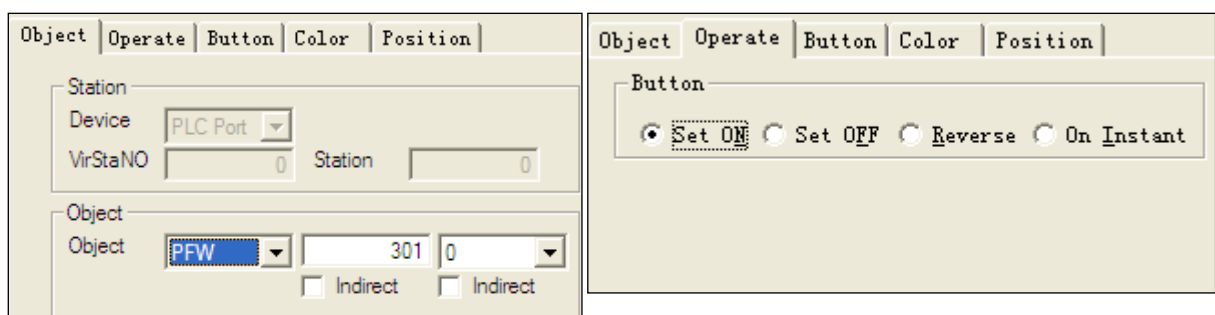 Object Operate Button Color Position
Station
Device PLC Port
VirStaNO 0 Station 0
Object
Object PFW 301 0
Indirect Indirect
Object Operate Button Color Position
Button
Set ON Set OFF Reverse On Instant